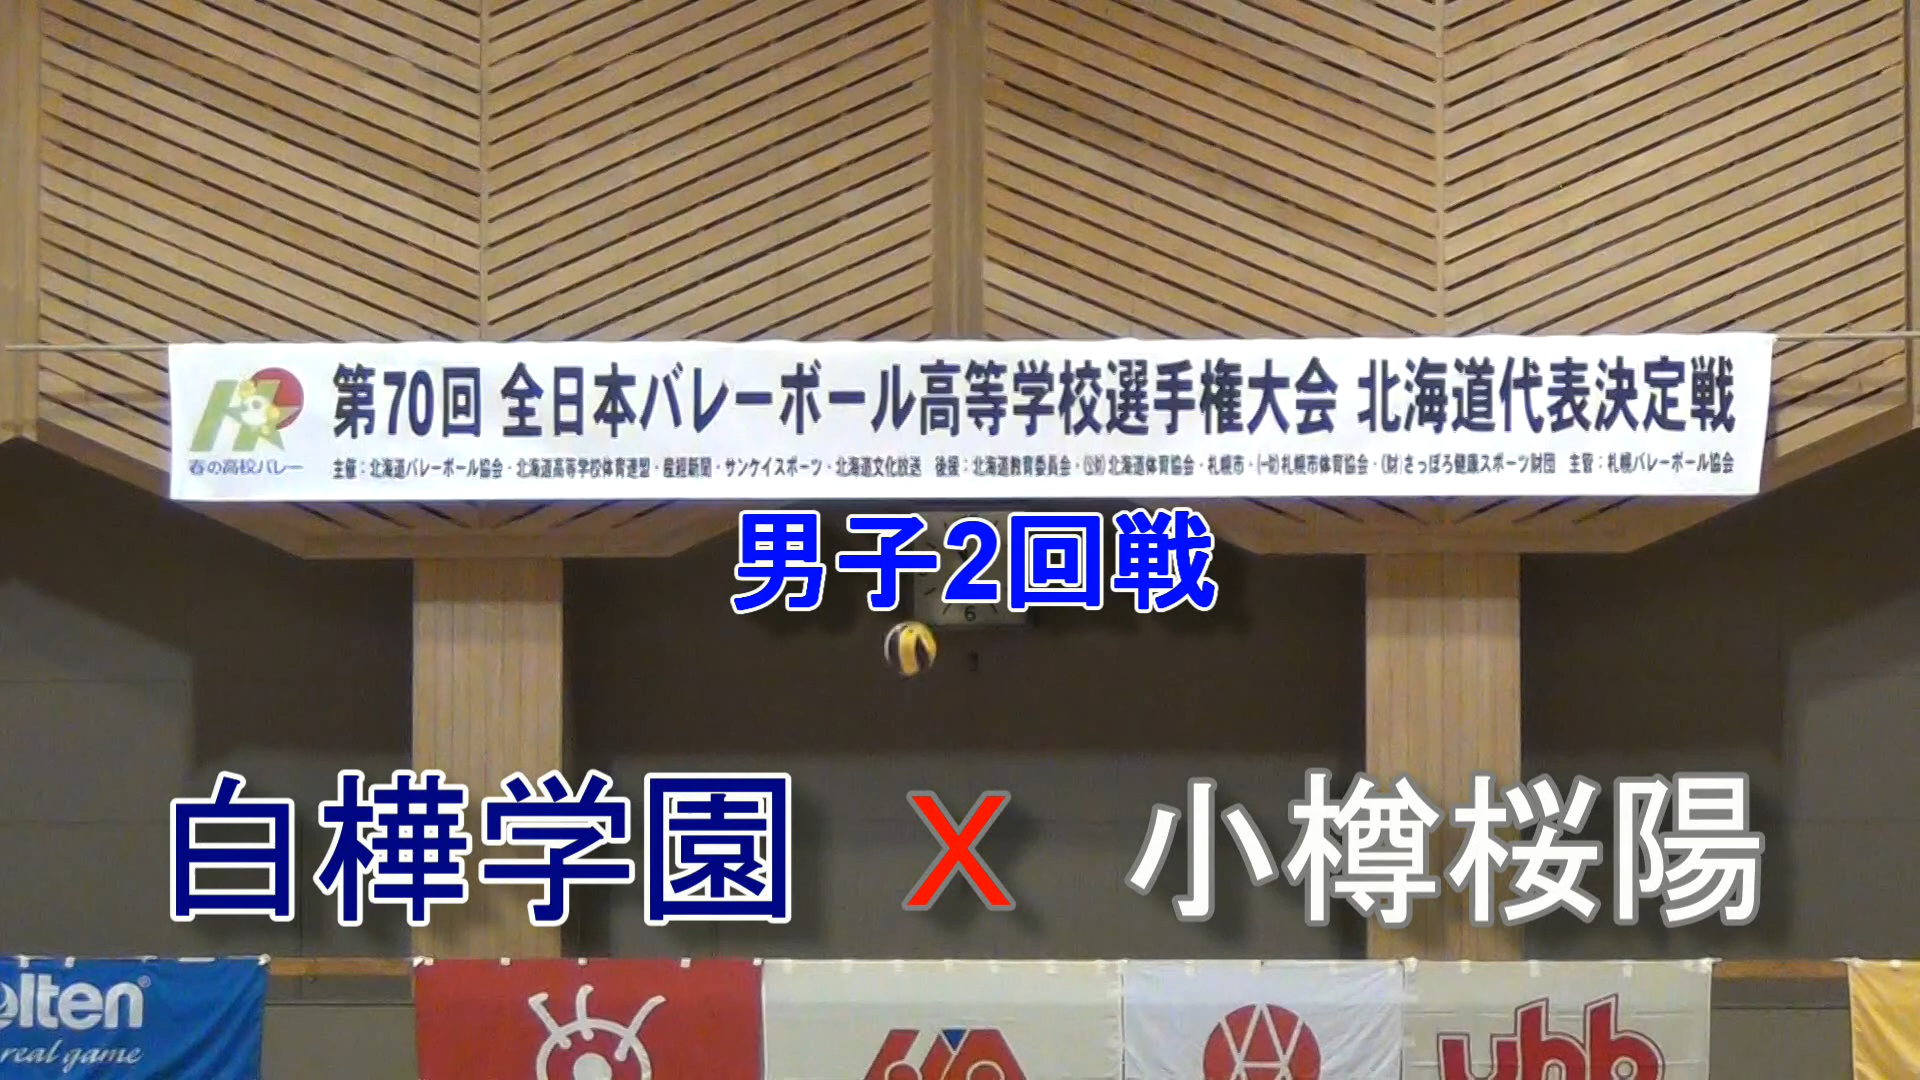 第70回 全日本バレーボール高等学校選手権大会 北海道代表決定戦
春の高校バレー
主催：北海道バレーボール協会・北海道高等学校体育連盟・産経新聞・サンケイスポーツ・北海道文化放送 後援：北海道教育委員会・(公財)北海道体育協会・札幌市・(一財)札幌市体育協会・(財)さっぽろ健康スポーツ財団 主管：札幌バレーボール協会
男子2回戦
6
白樺学園 X 小樽桜陽
olten®
real game
uhb